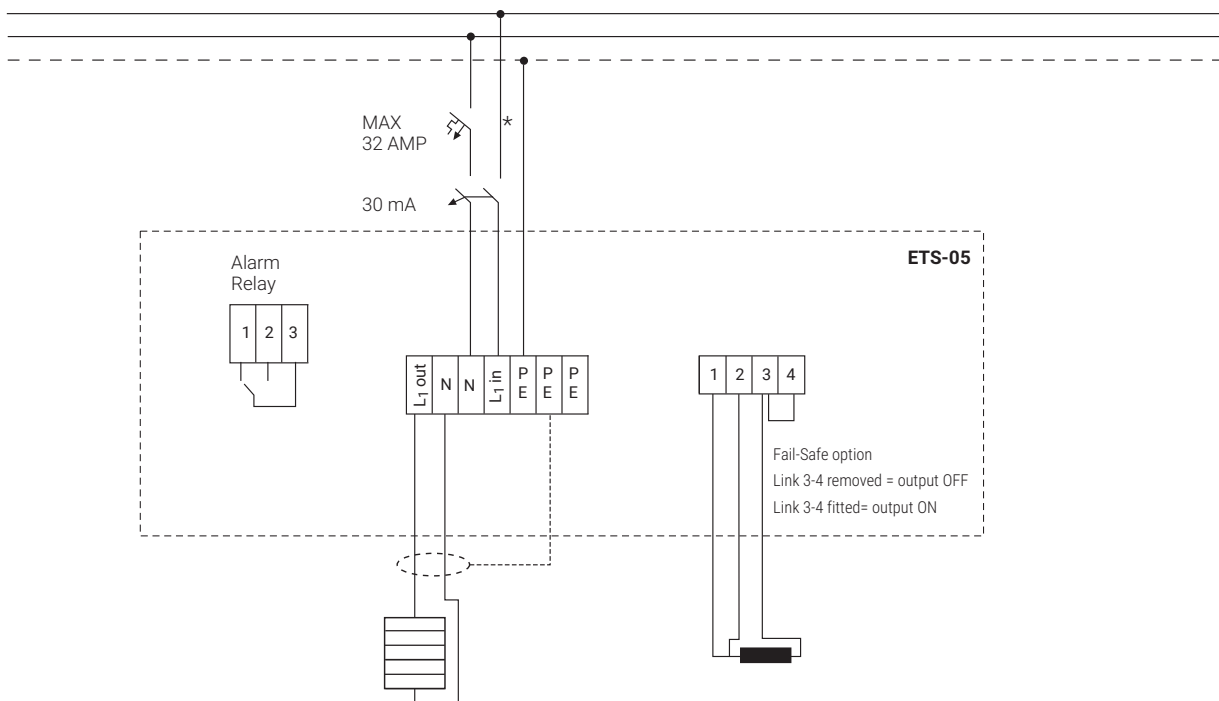 MAX
32 AMP
*
30 mA
ETS-05
Alarm
Relay
1 2 3
L1 out N N L1 in PE PE PE
1 2 3 4
Fail-Safe option
Link 3-4 removed = output OFF
Link 3-4 fitted= output ON